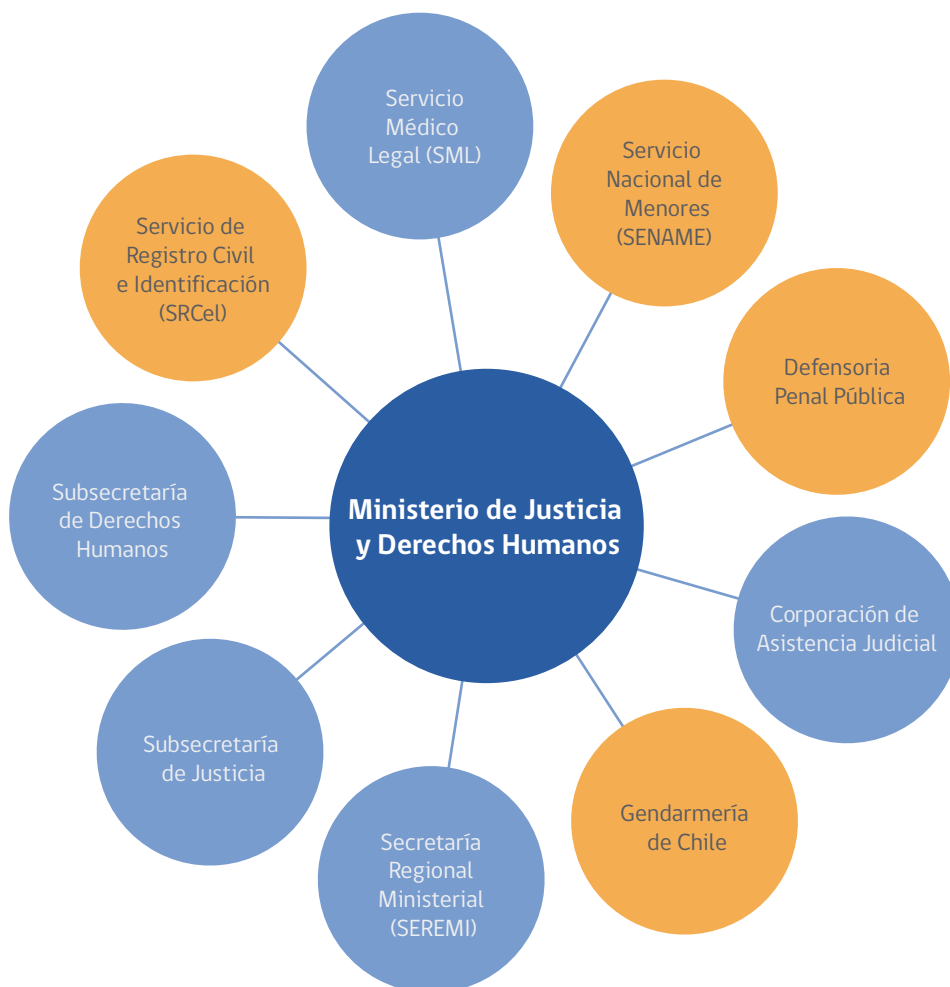 Servicio
Médico
Legal (SML)
Servicio
Nacional de
Menores
(SENAME)
Servicio de
Registro Civil
e Identificación
(SRCel)
Defensoria
Penal Pública
Ministerio de Justicia
y Derechos Humanos
Subsecretaría
de Derechos
Humanos
Corporación de
Asistencia Judicial
Subsecretaría
de Justicia
Gendarmería
de Chile
Secretaría
Regional
Ministerial
(SEREMI)